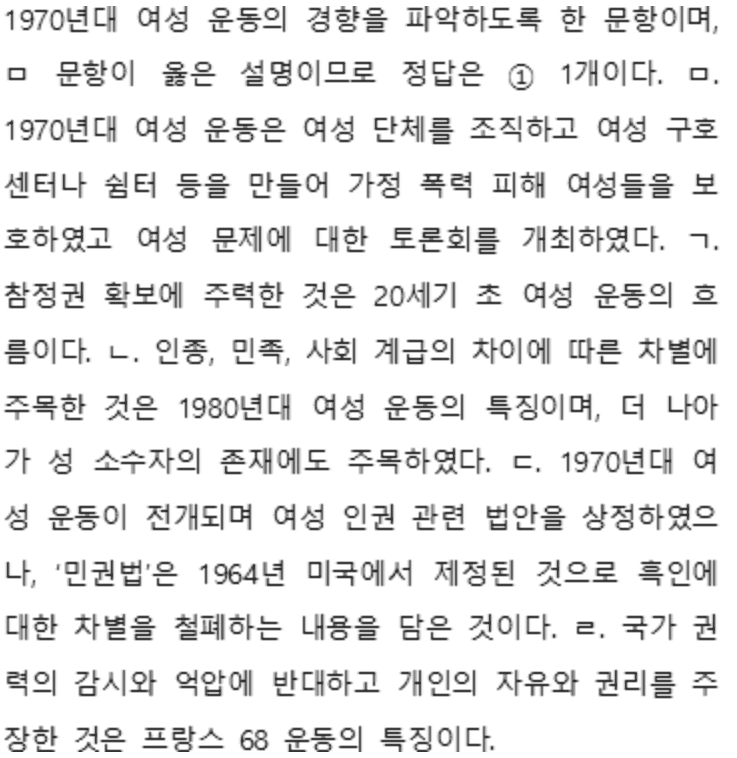 1970년대 여성 운동의 경향을 파악하도록 한 문항이며,
ㅁ 문항이 옳은 설명이므로 정답은 ① 1개이다. ㅁ.
1970년대 여성 운동은 여성 단체를 조직하고 여성 구호
센터나 쉼터 등을 만들어 가정 폭력 피해 여성들을 보
호하였고 여성 문제에 대한 토론회를 개최하였다. ㄱ.
참정권 확보에 주력한 것은 20세기 초 여성 운동의 흐
름이다. ㄴ. 인종, 민족, 사회 계급의 차이에 따른 차별에
주목한 것은 1980년대 여성 운동의 특징이며, 더 나아
가 성 소수자의 존재에도 주목하였다. ㄷ. 1970년대 여
성 운동이 전개되며 여성 인권 관련 법안을 상정하였으
나, ‘민권법’은 1964년 미국에서 제정된 것으로 흑인에
대한 차별을 철폐하는 내용을 담은 것이다. ㄹ. 국가 권
력의 감시와 억압에 반대하고 개인의 자유와 권리를 주
장한 것은 프랑스 68 운동의 특징이다.